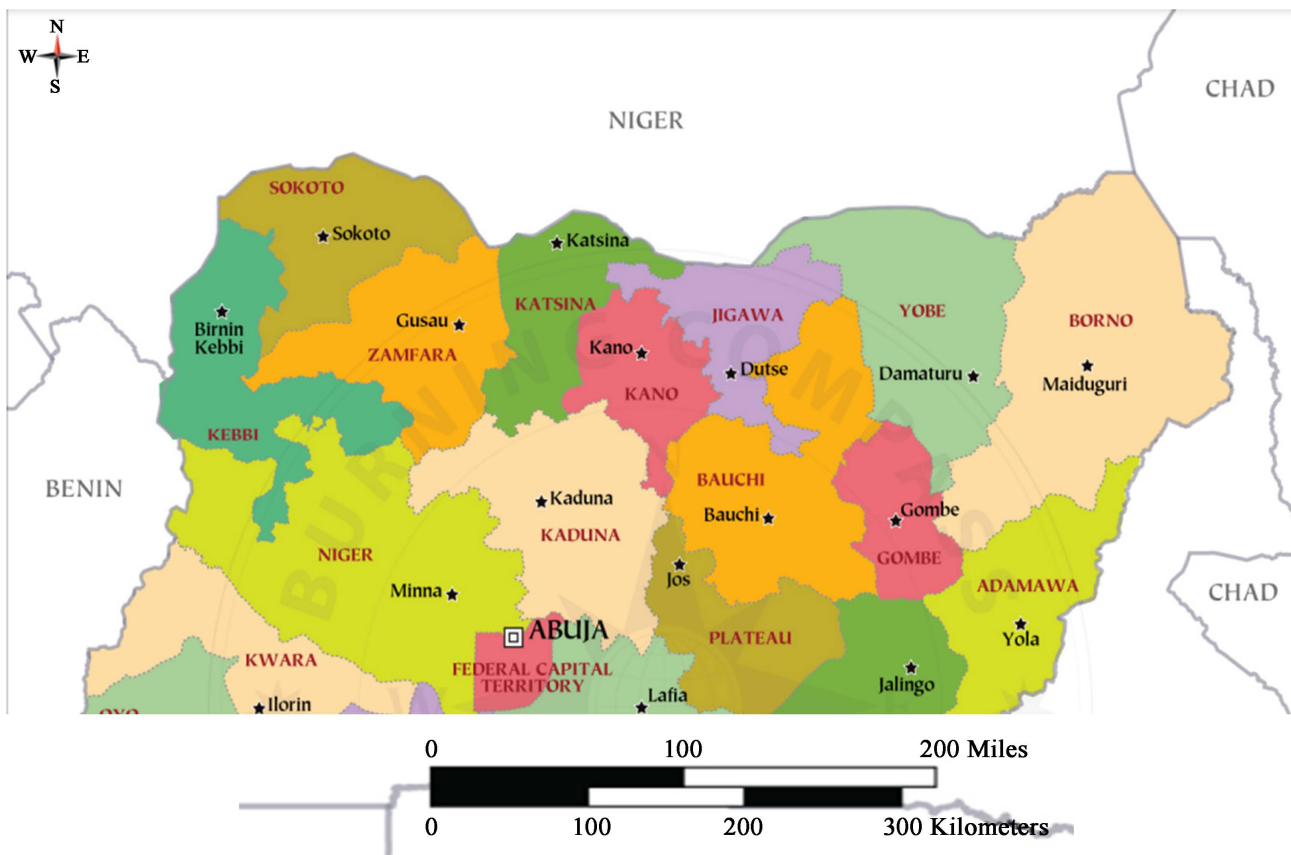 N
W E
S
CHAD
NIGER
SOKOTO
Sokoto
Katsina
KATSINA
JIGAWA
YOBE
BORNO
Birnin
Kebbi
Gusau
ZAMFARA
Kano
KANO
Dutse
Damaturu
Maiduguri
KEBBI
BENIN
BAUCHI
Bauchi
Kaduna
KADUNA
Gombe
GOMBE
NIGER
Minna
Jos
ADAMAWA
CHAD
Yola
ABUJA
PLATEAU
FEDERAL CAPITAL
TERRITORY
KWARA
Ilorin
Lafia
Jalingo
BURNING COMPASS
0 100 200 Miles
0 100 200 300 Kilometers